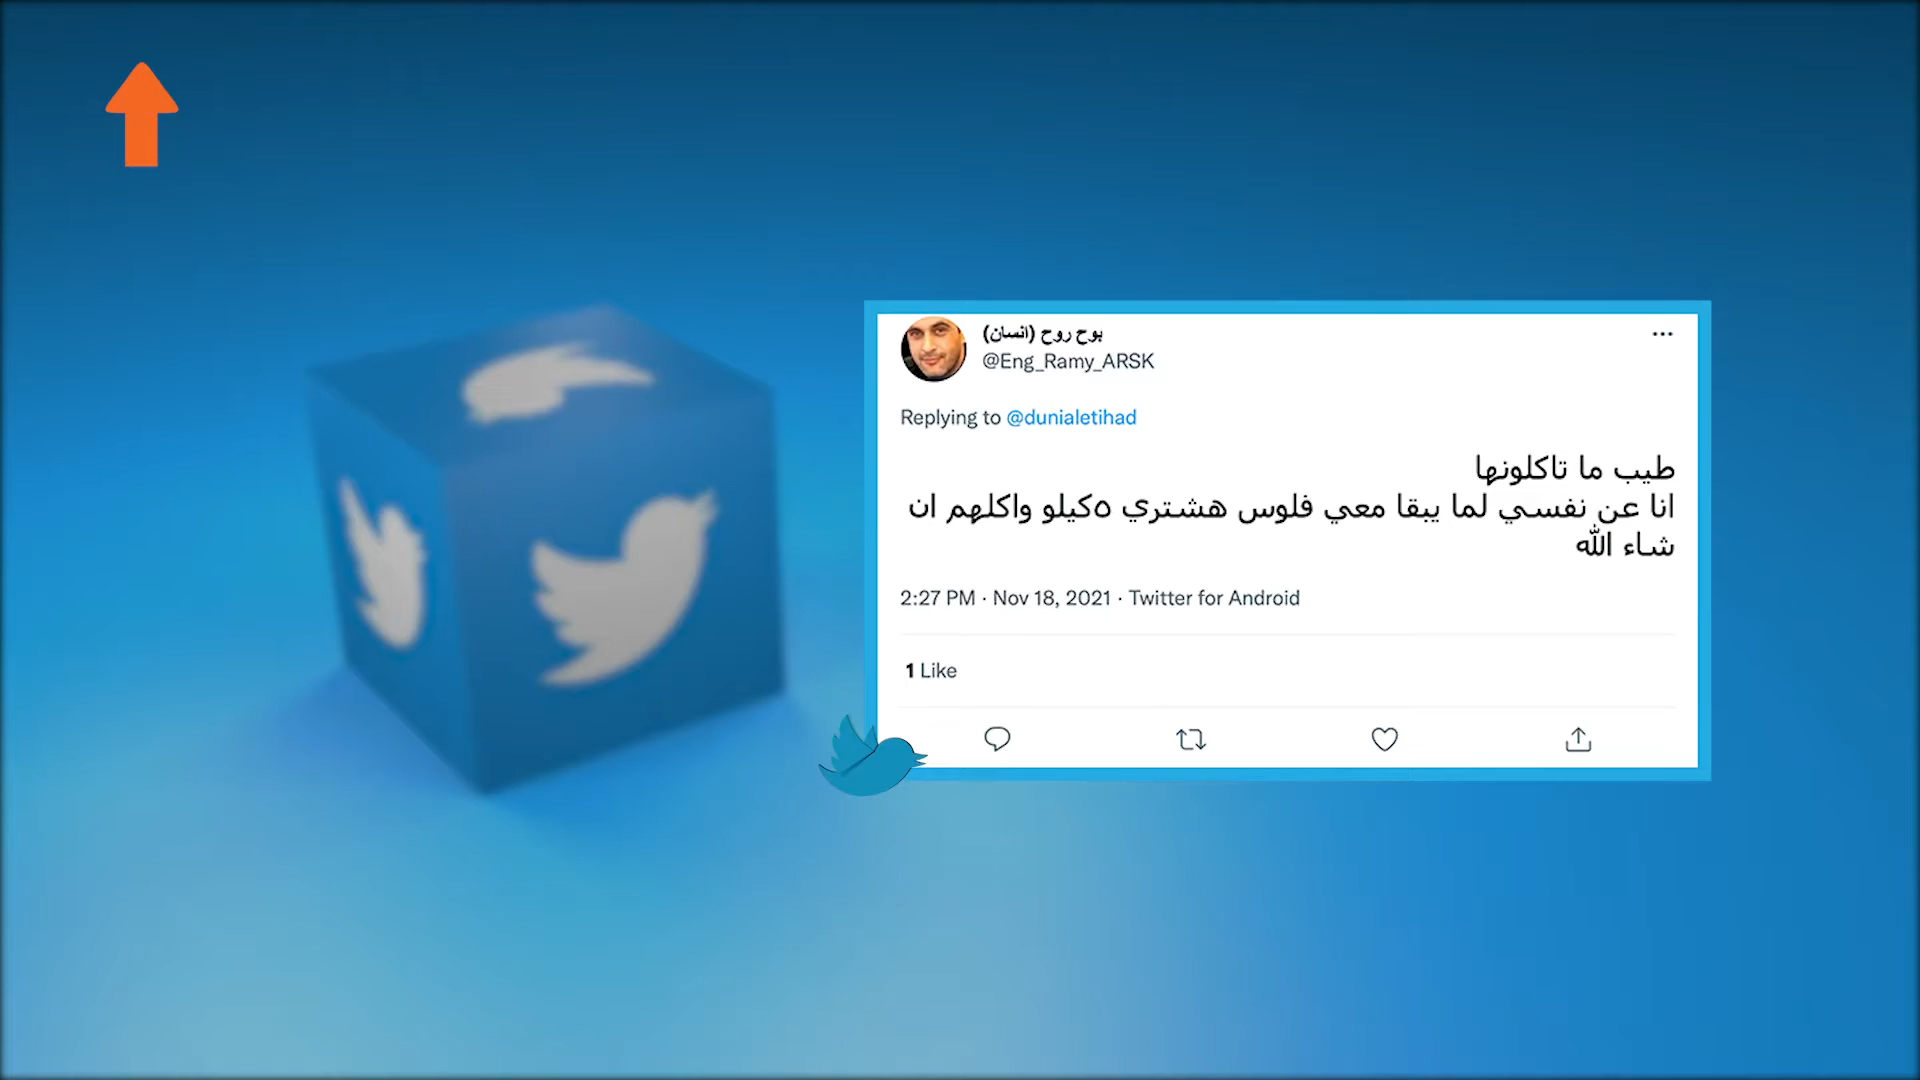 بوح روح (انسان)
@Eng_Ramy_ARSK
Replying to @dunialetihad
طيب ما تاكلونها
انا عن نفسي لما يبقا معي فلوس هشتري ٥كيلو واكلهم ان
شاء الله
2:27 PM · Nov 18, 2021 · Twitter for Android
1 Like